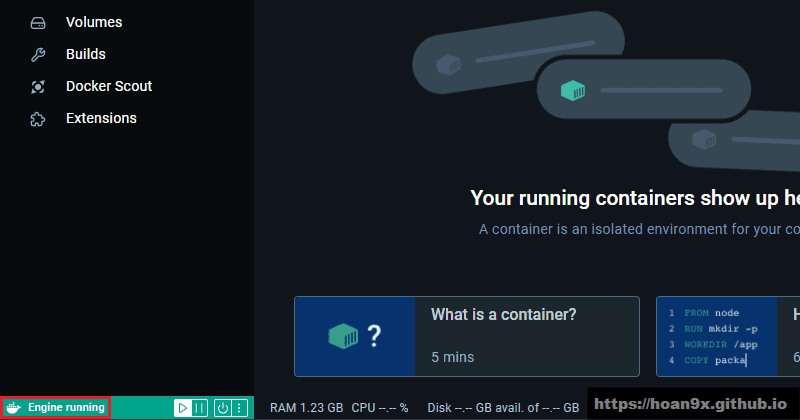 Volumes
Builds
Docker Scout
Extensions
Your running containers show up he
A container is an isolated environment for your co
What is a container?
5 mins
?
1 FROM node
2 RUN mkdir -p
3 WORKDIR /app
4 COPY packa
H
6
Engine running
RAM 1.23 GB CPU --.-- % Disk --.-- GB avail. of --.-- GB
https://hoan9x.github.io